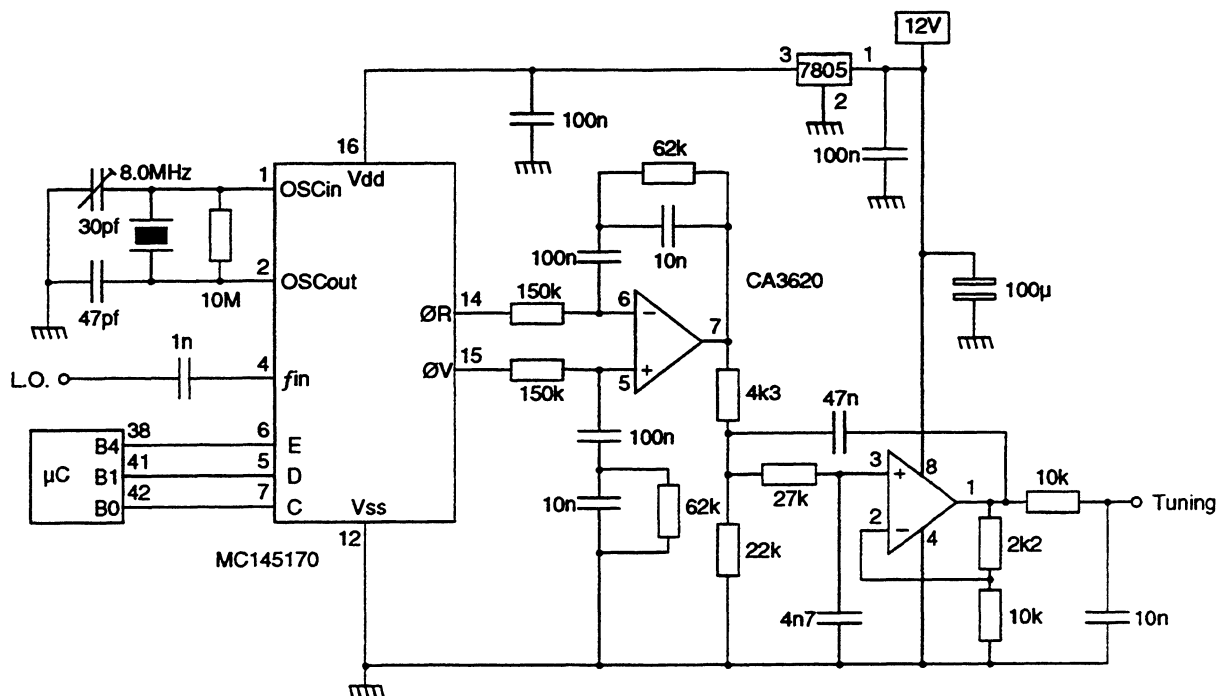 12V
3
7805
1
2
100n
100n
16
Vdd
62k
8.0MHz
1
OSCin
30pf
100n
10n
2
OSCout
10M
47pf
CA3620
100µ
ØR
14
150k
6
−
7
1n
4
fin
ØV
15
150k
5
+
L.O.
4k3
47n
µC
B4
38
6
E
100n
B1
41
5
D
B0
42
7
C
27k
3
+
8
1
10k
Tuning
10n
62k
2
−
4
2k2
Vss
12
22k
MC145170
4n7
10k
10n